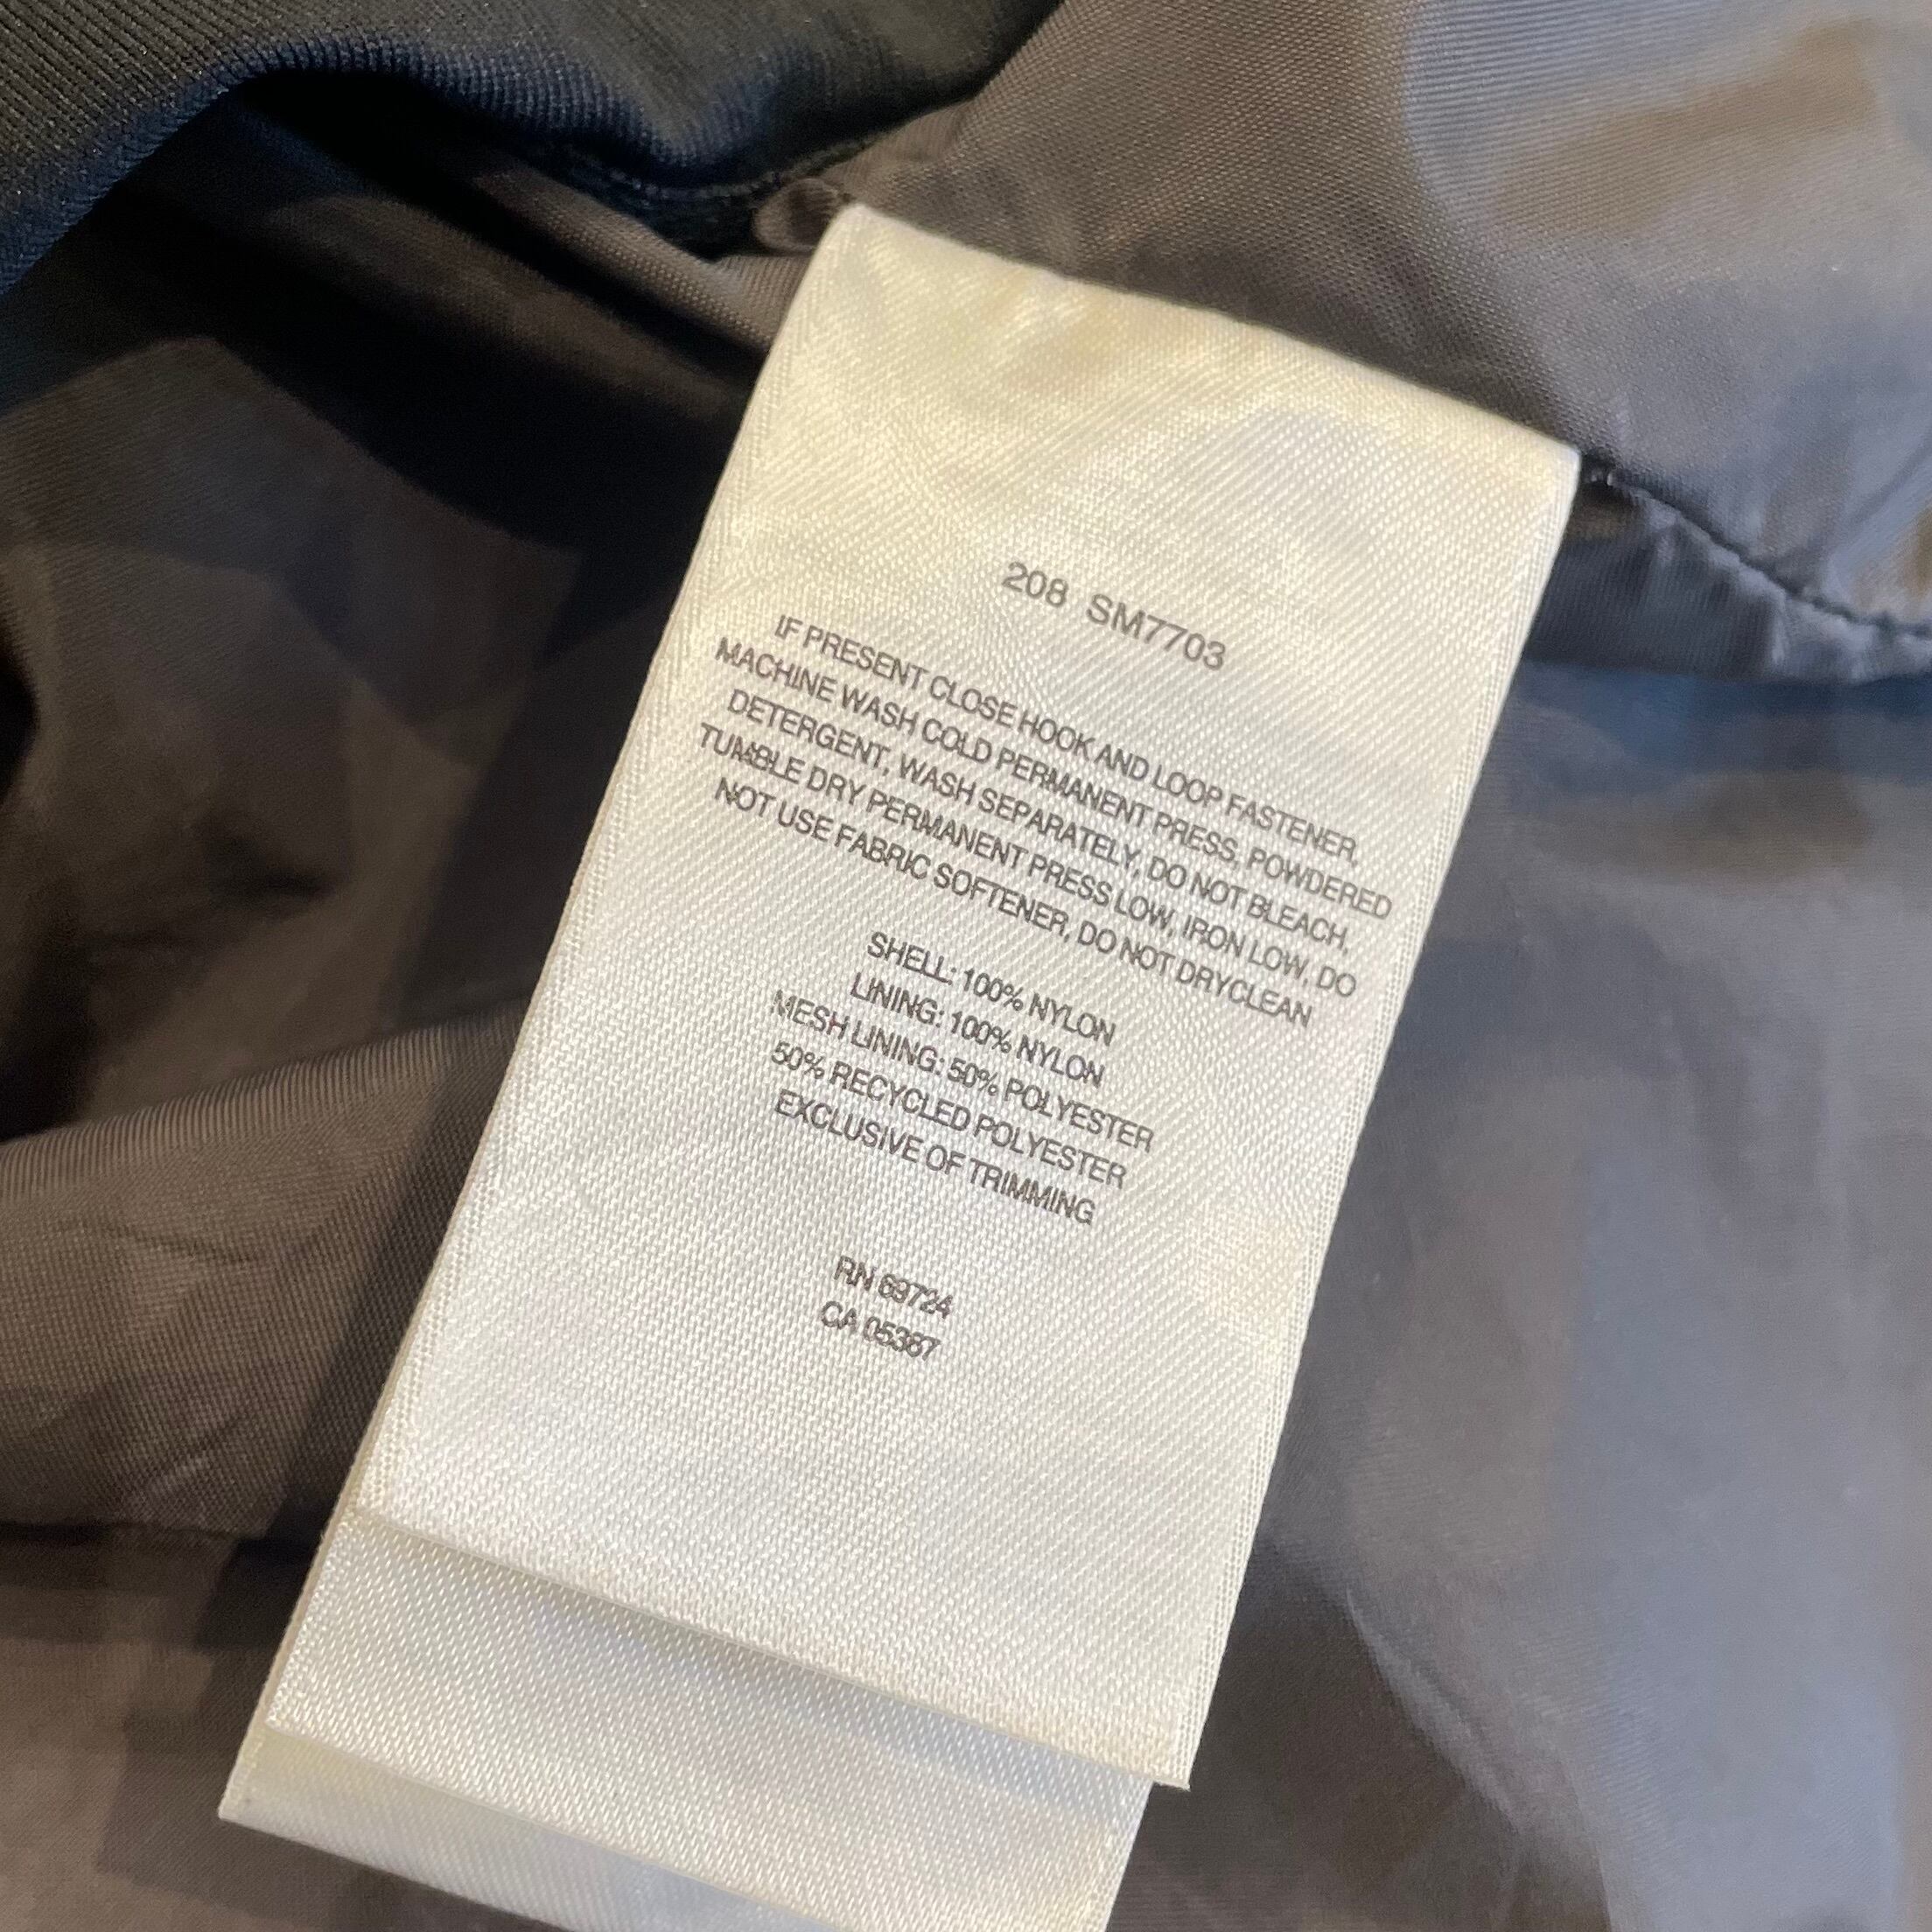 208 SM7703
IF PRESENT CLOSE HOOK AND LOOP FASTENER,
MACHINE WASH COLD PERMANENT PRESS, POWDERED
DETERGENT, WASH SEPARATELY, DO NOT BLEACH,
TUMBLE DRY PERMANENT PRESS LOW, IRON LOW, DO
NOT USE FABRIC SOFTENER, DO NOT DRYCLEAN
SHELL: 100% NYLON
LINING: 100% NYLON
MESH LINING: 50% POLYESTER
50% RECYCLED POLYESTER
EXCLUSIVE OF TRIMMING
RN 69724
CA 05367